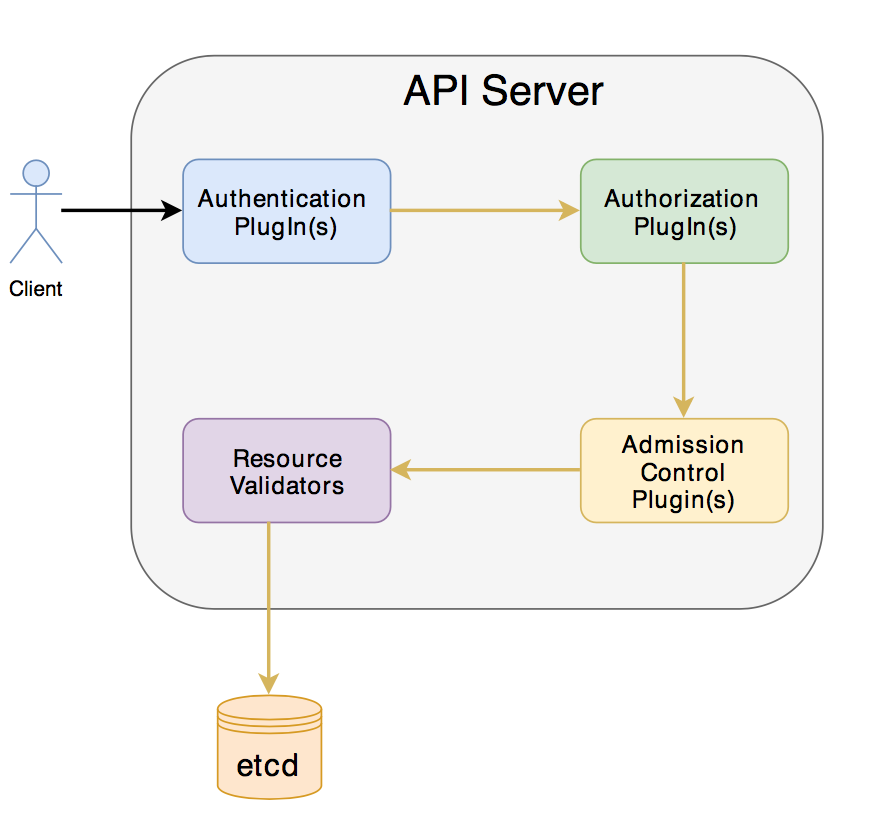 API Server
Client
Authentication
PlugIn(s)
Authorization
PlugIn(s)
Admission
Control
Plugin(s)
Resource
Validators
etcd